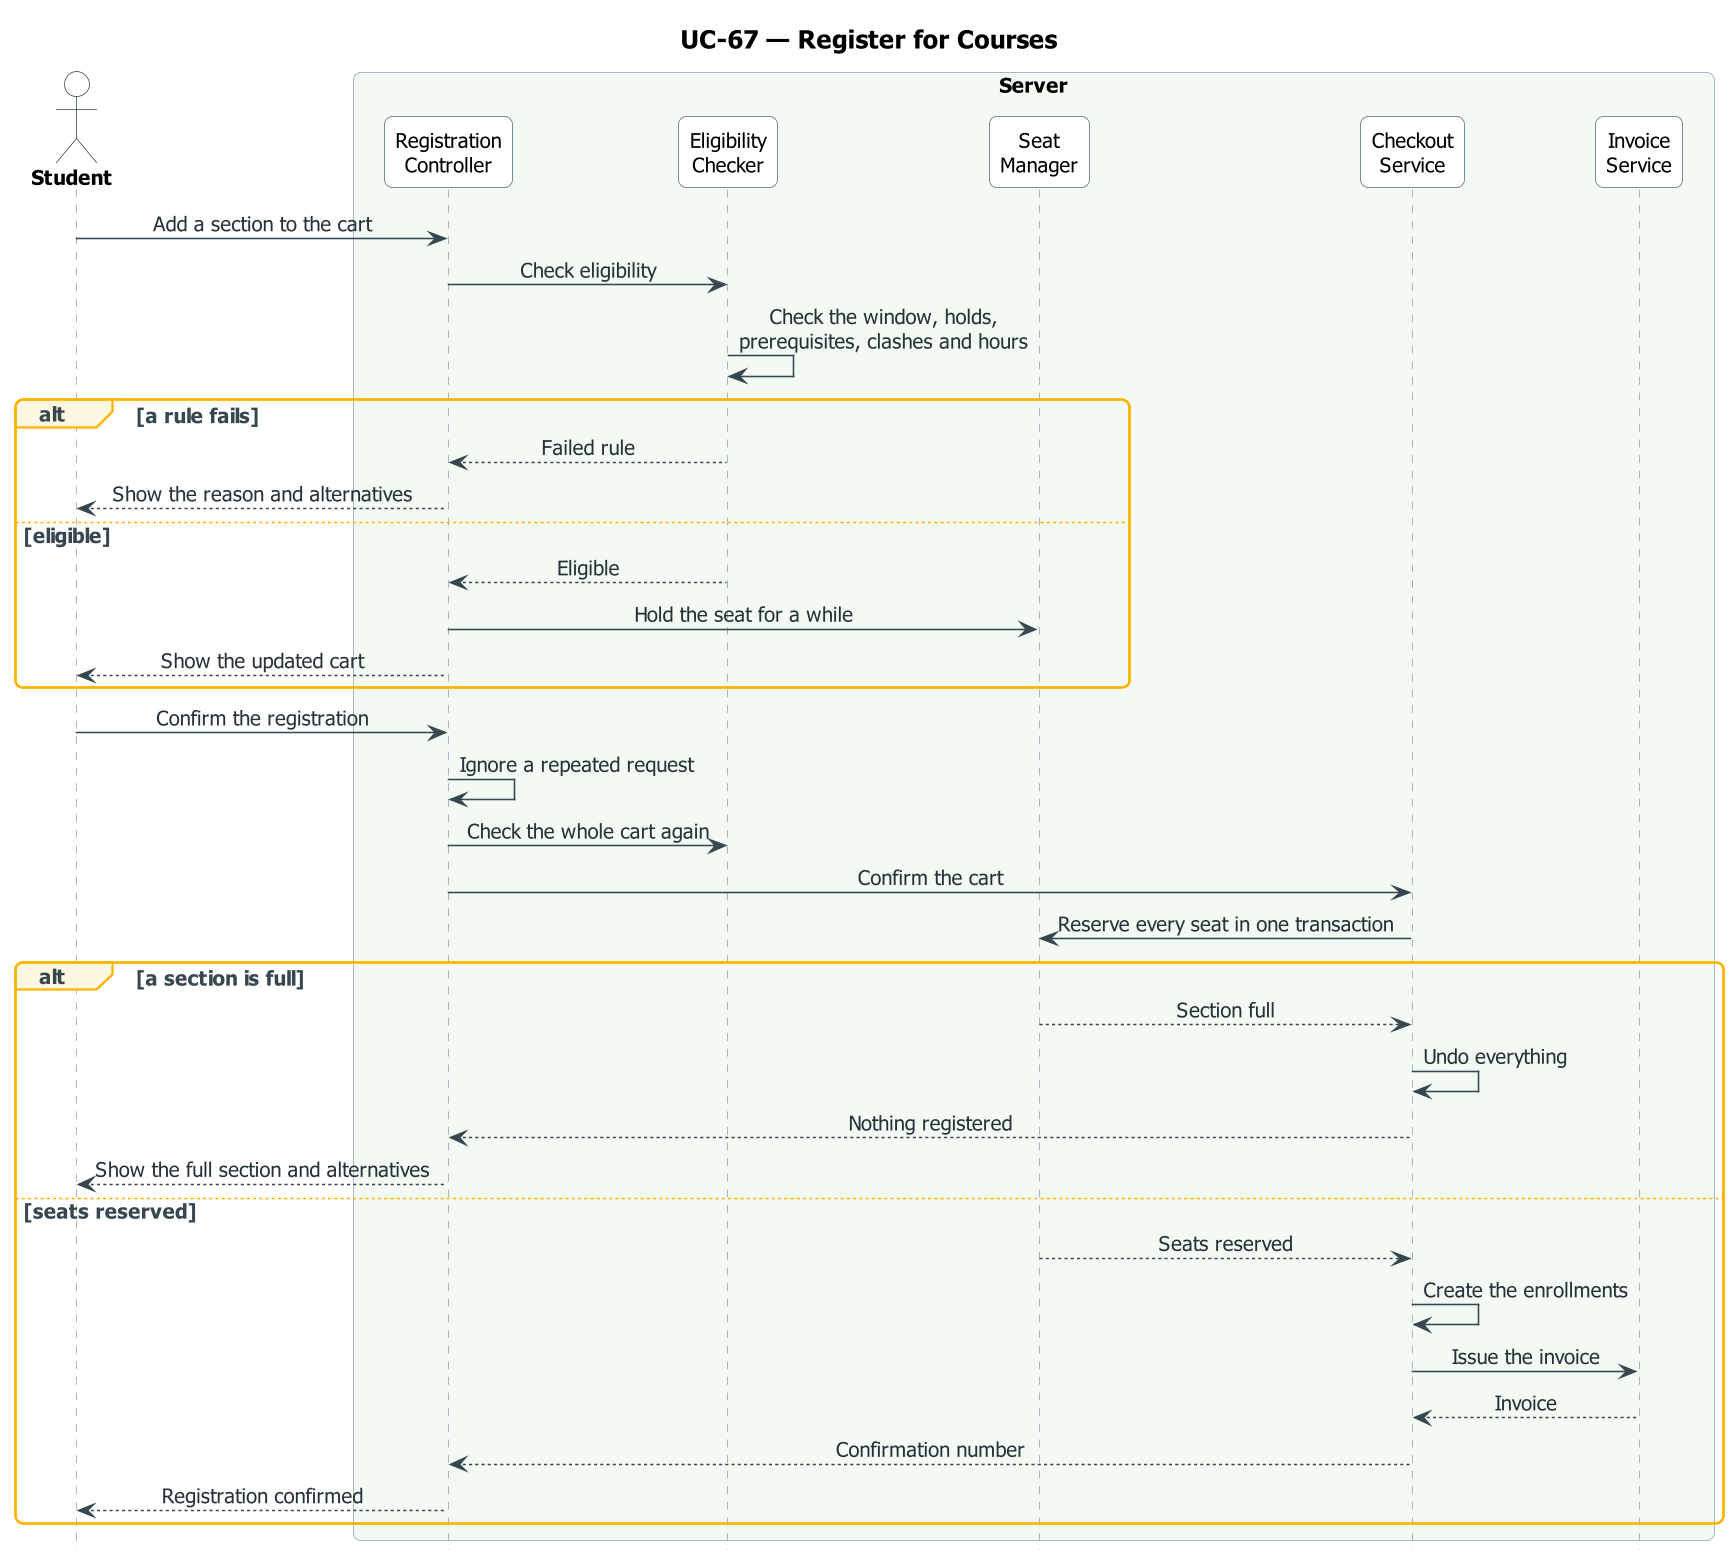 UC-67 — Register for Courses
Server
Student
Registration
Controller
Eligibility
Checker
Seat
Manager
Checkout
Service
Invoice
Service
Add a section to the cart
Check eligibility
Check the window, holds,
prerequisites, clashes and hours
alt [a rule fails]
Failed rule
Show the reason and alternatives
[eligible]
Eligible
Hold the seat for a while
Show the updated cart
Confirm the registration
Ignore a repeated request
Check the whole cart again
Confirm the cart
Reserve every seat in one transaction
alt [a section is full]
Section full
Undo everything
Nothing registered
Show the full section and alternatives
[seats reserved]
Seats reserved
Create the enrollments
Issue the invoice
Invoice
Confirmation number
Registration confirmed